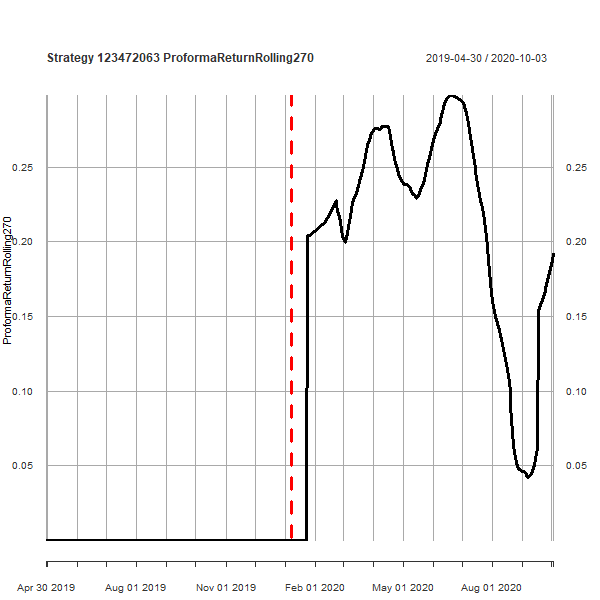 Strategy 123472063 ProformaReturnRolling270
2019-04-30 / 2020-10-03
ProformaReturnRolling270
0.25 0.25
0.20 0.20
0.15 0.15
0.10 0.10
0.05 0.05
Apr 30 2019 Aug 01 2019 Nov 01 2019 Feb 01 2020 May 01 2020 Aug 01 2020